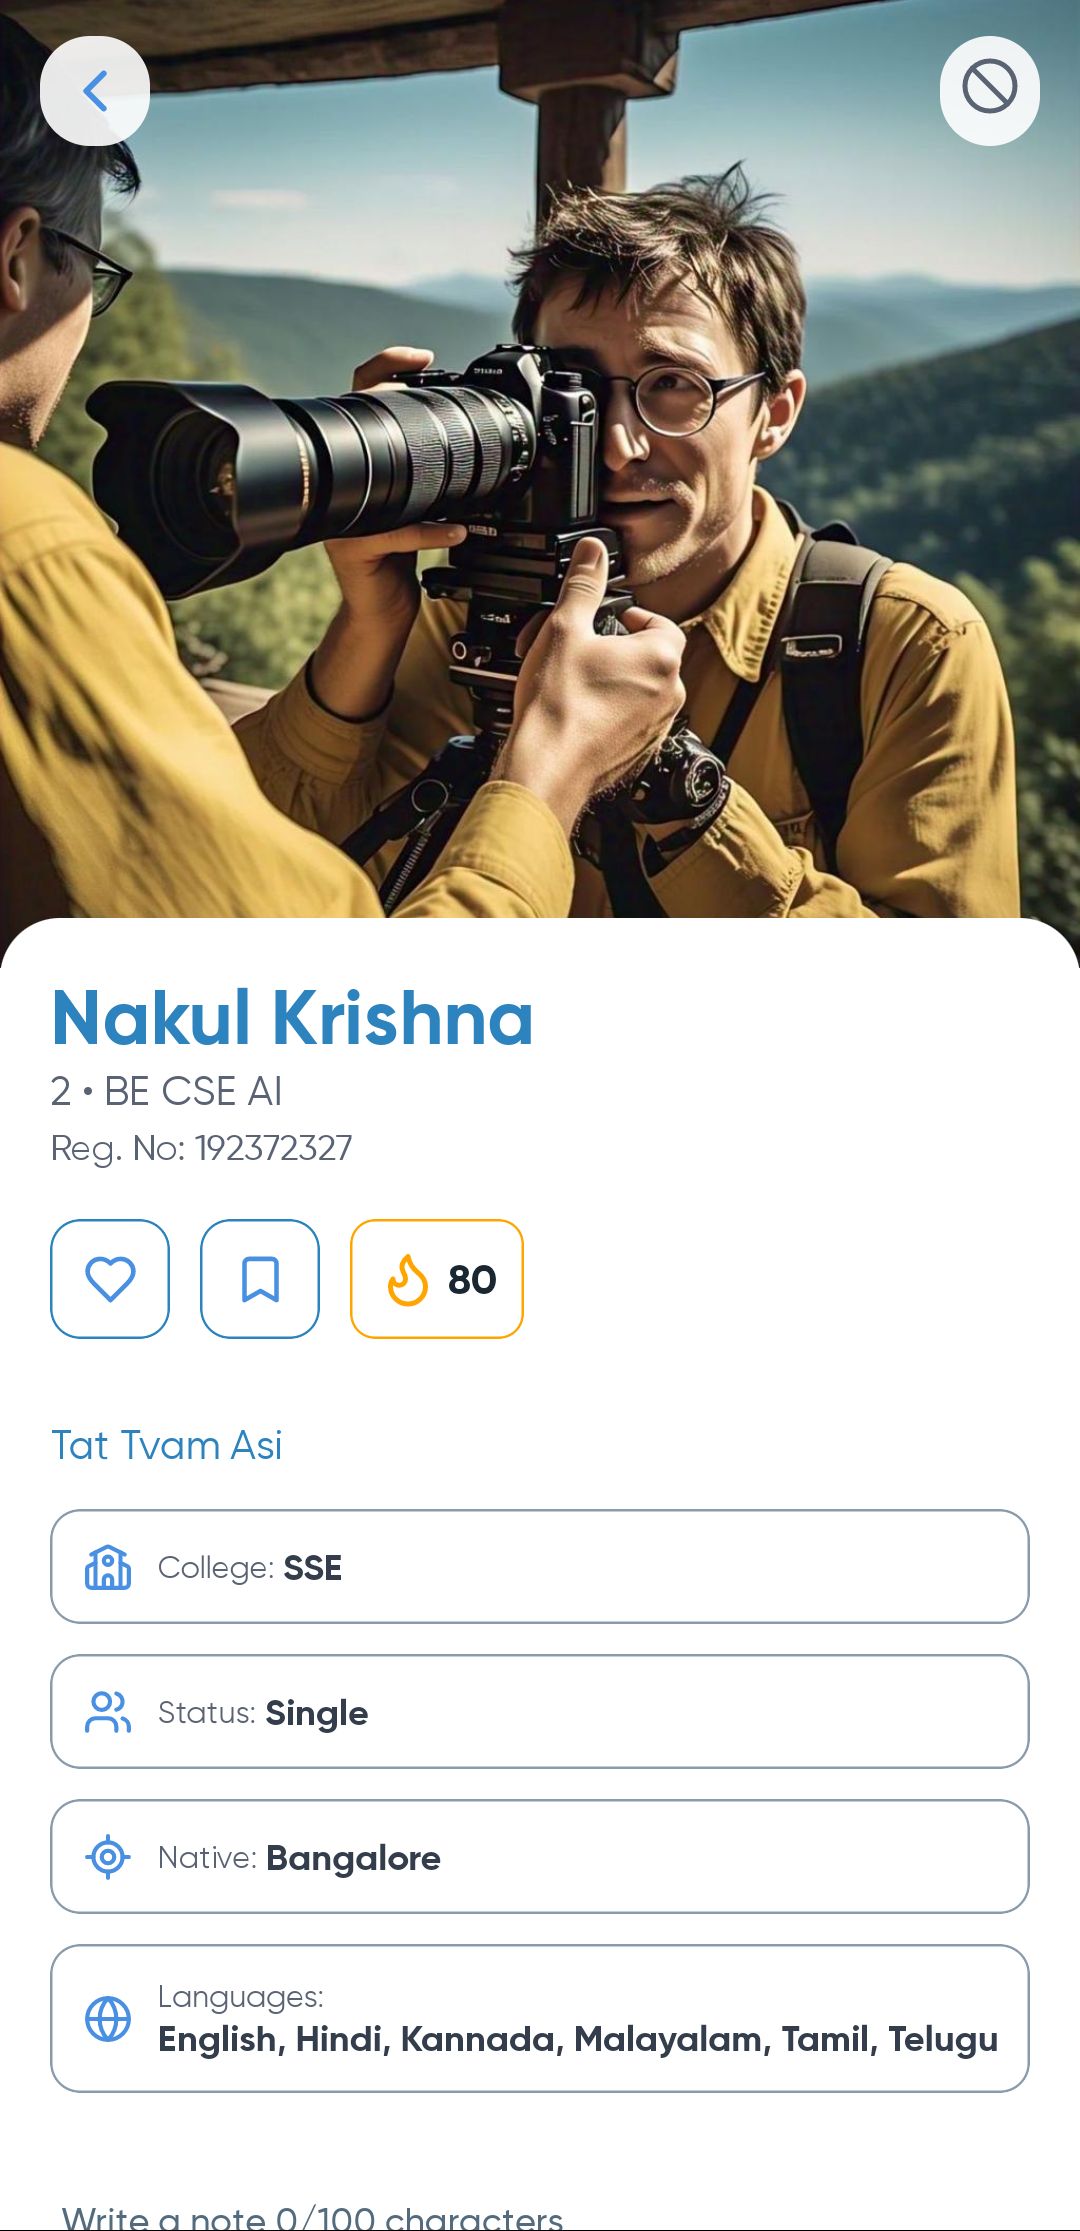 Nakul Krishna
2 • BE CSE AI
Reg. No: 192372327
80
Tat Tvam Asi
College: SSE
Status: Single
Native: Bangalore
Languages:
English, Hindi, Kannada, Malayalam, Tamil, Telugu
Write a note 0/100 characters